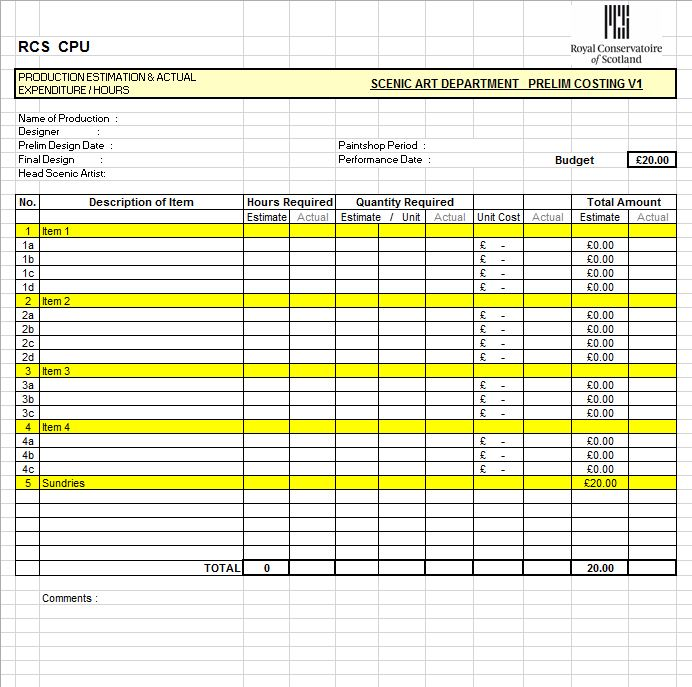 Royal Conservatoire
of Scotland
RCS CPU
PRODUCTION ESTIMATION & ACTUAL
EXPENDITURE / HOURS
SCENIC ART DEPARTMENT PRELIM COSTING V1
Name of Production :
Designer :
Prelim Design Date : Paintshop Period :
Final Design : Performance Date : Budget £20.00
Head Scenic Artist:
No. Description of Item Hours Required Quantity Required Total Amount
Estimate Actual Estimate / Unit Actual Unit Cost Actual Estimate Actual
1 Item 1
1a £ - £0.00
1b £ - £0.00
1c £ - £0.00
1d £ - £0.00
2 Item 2
2a £ - £0.00
2b £ - £0.00
2c £ - £0.00
2d £ - £0.00
3 Item 3
3a £ - £0.00
3b £ - £0.00
3c £ - £0.00
4 Item 4
4a £ - £0.00
4b £ - £0.00
4c £ - £0.00
5 Sundries £20.00
TOTAL 0 20.00
Comments :